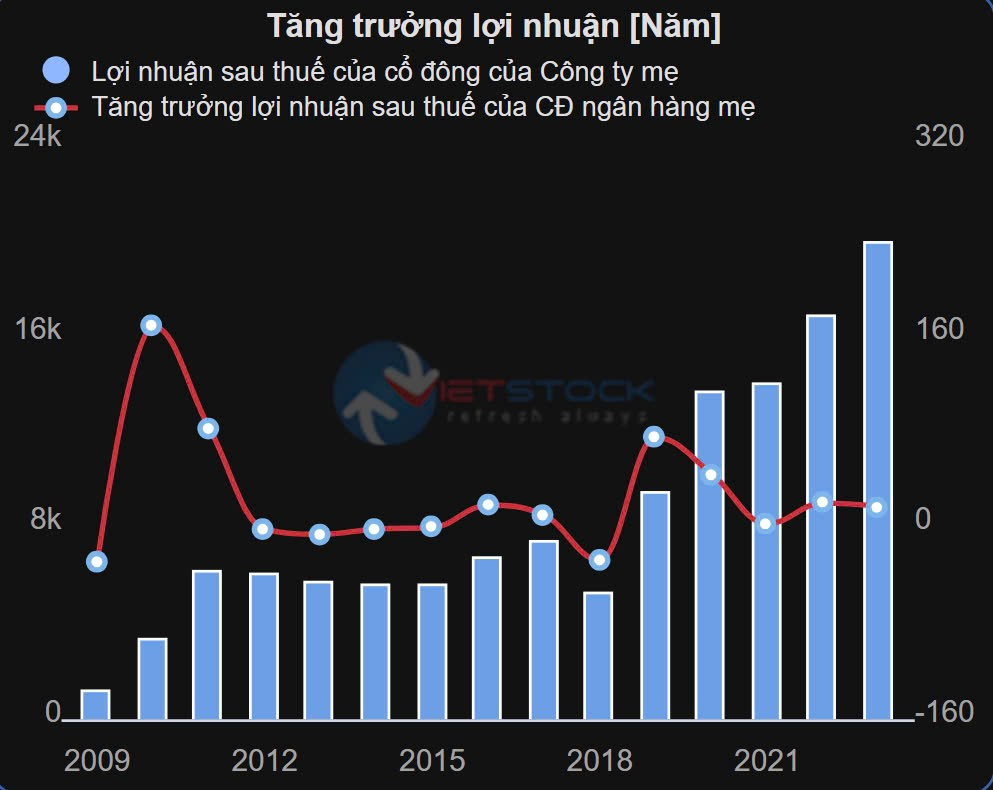 Tăng trưởng lợi nhuận [Năm]
Lợi nhuận sau thuế của cổ đông của Công ty mẹ
Tăng trưởng lợi nhuận sau thuế của CĐ ngân hàng mẹ
24k 320
16k 160
VIETSTOCK
refresh always
8k 0
0 -160
2009 2012 2015 2018 2021